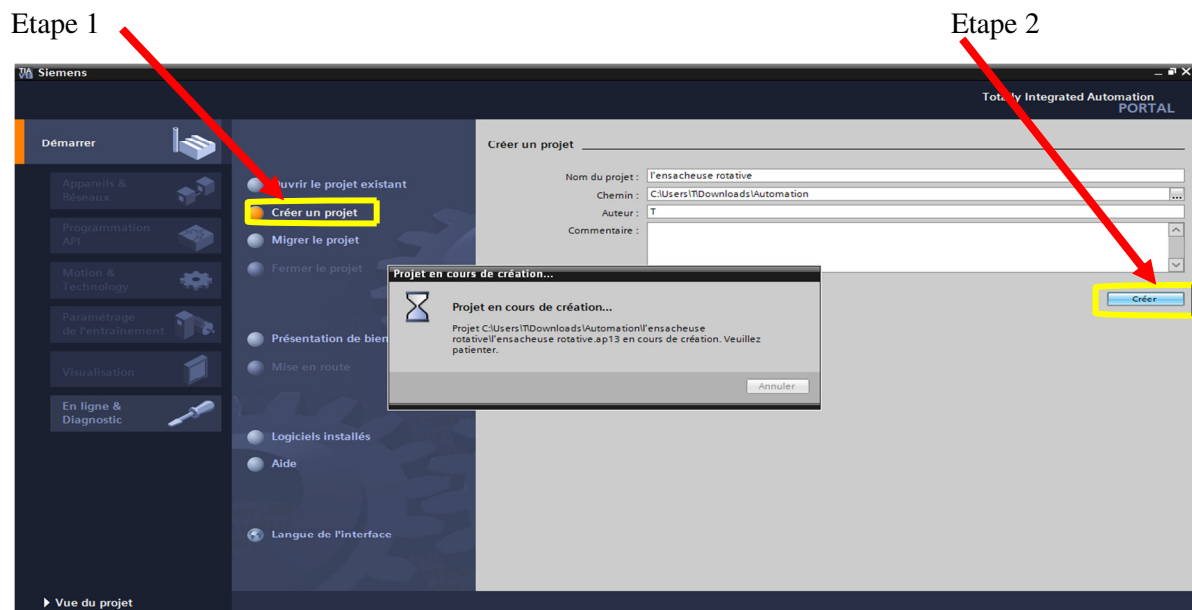 Etape 1
Etape 2
Siemens
Totally Integrated Automation
PORTAL
Démarrer
Appareils &
Réseaux
Programmation
API
Motion &
Technology
Paramétrage
de l'entraînement
Visualisation
En ligne &
Diagnostic
Vue du projet
Ouvrir le projet existant
Créer un projet
Migrer le projet
Fermer le projet
Présentation de bien
Mise en route
Logiciels installés
Aide
Langue de l'interface
Créer un projet
Nom du projet : l'ensacheuse rotative
Chemin : C:\Users\T\Downloads\Automation
...
Auteur : T
Commentaire :
Créer
Projet en cours de création...
Projet en cours de création...
Projet C:\Users\T\Downloads\Automation\l'ensacheuse
rotative\l'ensacheuse rotative.ap13 en cours de création. Veuillez
patienter.
Annuler